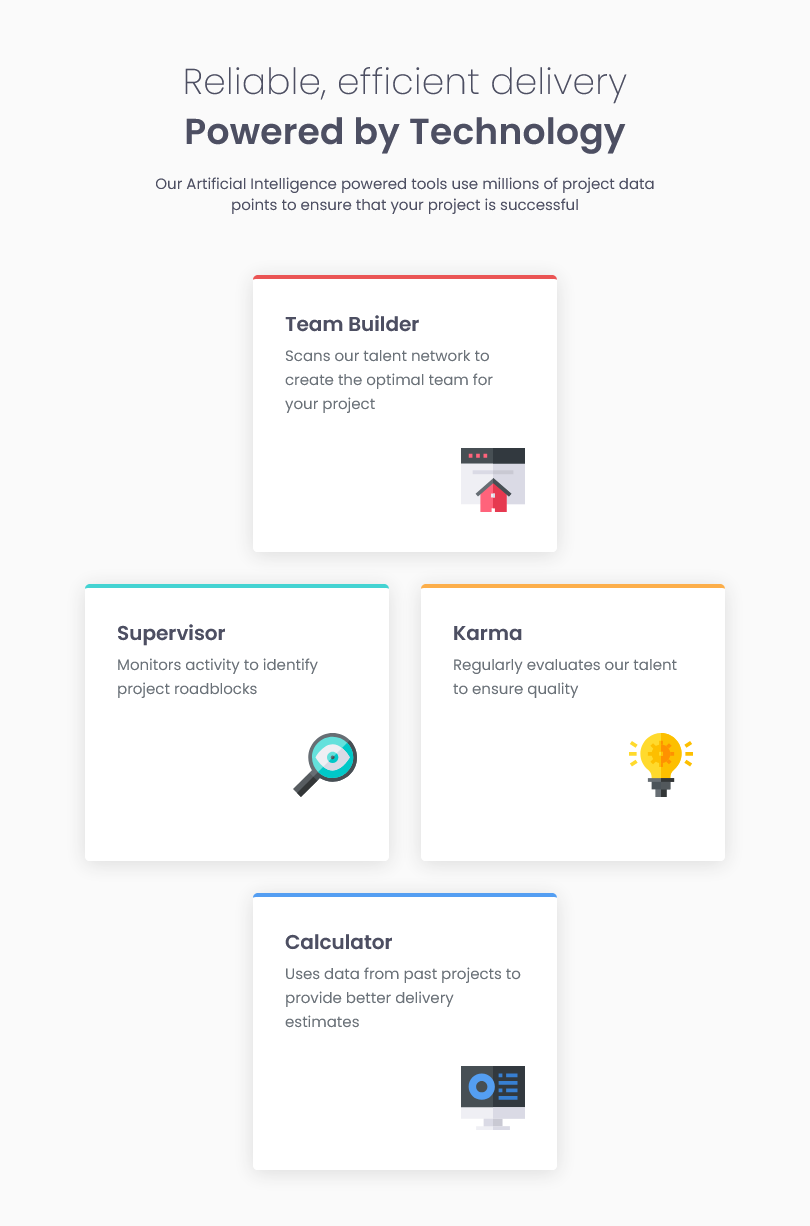 Reliable, efficient delivery
Powered by Technology
Our Artificial Intelligence powered tools use millions of project data
points to ensure that your project is successful
Team Builder
Scans our talent network to
create the optimal team for
your project
Supervisor
Monitors activity to identify
project roadblocks
Karma
Regularly evaluates our talent
to ensure quality
Calculator
Uses data from past projects to
provide better delivery
estimates